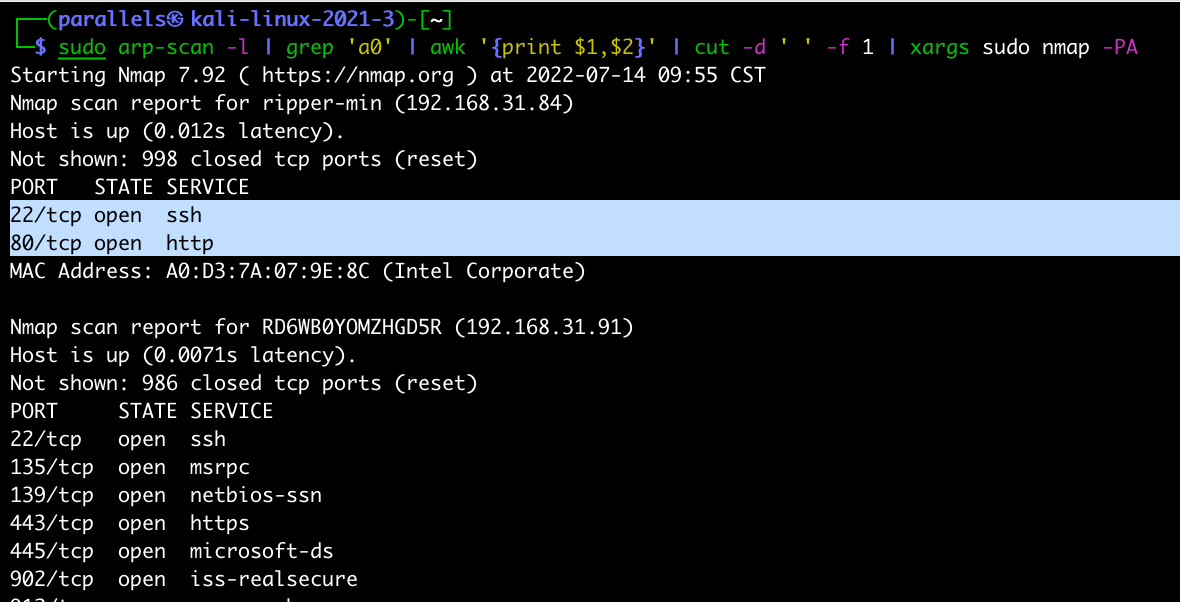 ┌──(parallels㉿kali-linux-2021-3)-[~]
└─$ sudo arp-scan -l | grep 'a0' | awk '{print $1,$2}' | cut -d ' ' -f 1 | xargs sudo nmap -PA
Starting Nmap 7.92 ( https://nmap.org ) at 2022-07-14 09:55 CST
Nmap scan report for ripper-min (192.168.31.84)
Host is up (0.012s latency).
Not shown: 998 closed tcp ports (reset)
PORT   STATE SERVICE
22/tcp open  ssh
80/tcp open  http
MAC Address: A0:D3:7A:07:9E:8C (Intel Corporate)

Nmap scan report for RD6WB0YOMZHGD5R (192.168.31.91)
Host is up (0.0071s latency).
Not shown: 986 closed tcp ports (reset)
PORT     STATE SERVICE
22/tcp   open  ssh
135/tcp  open  msrpc
139/tcp  open  netbios-ssn
443/tcp  open  https
445/tcp  open  microsoft-ds
902/tcp  open  iss-realsecure